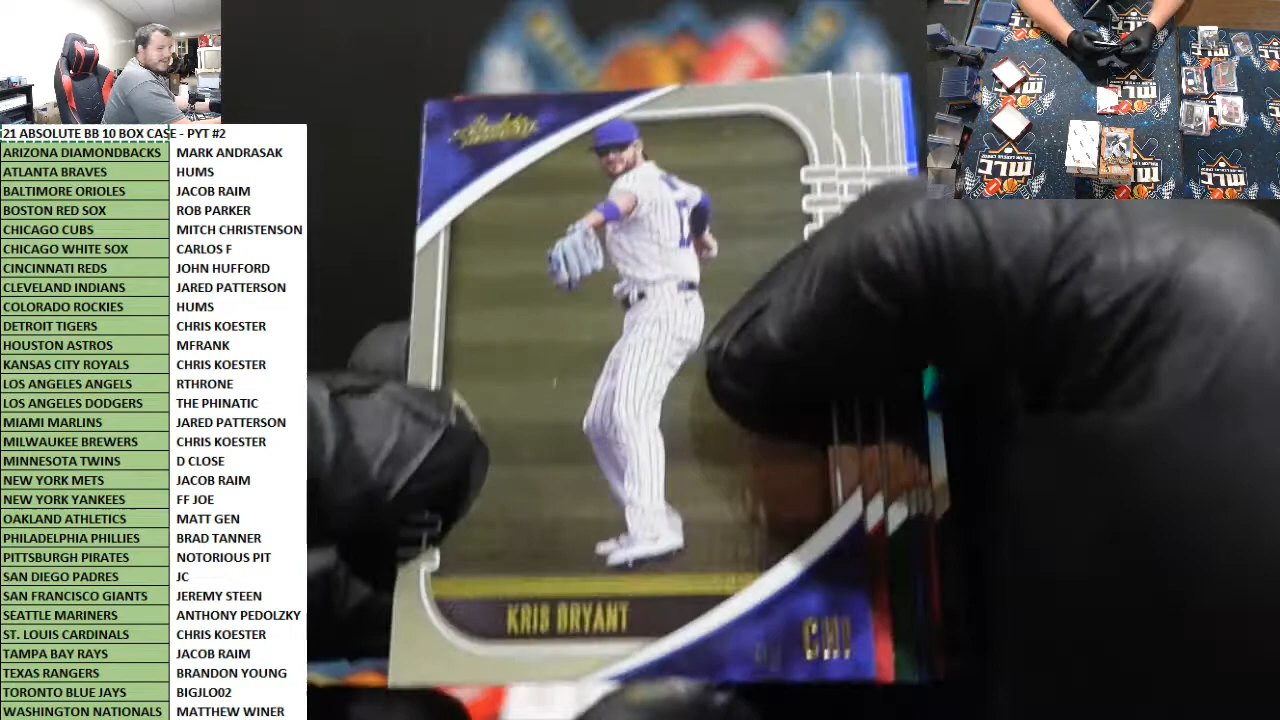 21 ABSOLUTE BB 10 BOX CASE - PYT #2
ARIZONA DIAMONDBACKS MARK ANDRASAK
ATLANTA BRAVES HUMS
BALTIMORE ORIOLES JACOB RAIM
BOSTON RED SOX ROB PARKER
CHICAGO CUBS MITCH CHRISTENSON
CHICAGO WHITE SOX CARLOS F
CINCINNATI REDS JOHN HUFFORD
CLEVELAND INDIANS JARED PATTERSON
COLORADO ROCKIES HUMS
DETROIT TIGERS CHRIS KOESTER
HOUSTON ASTROS MFRANK
KANSAS CITY ROYALS CHRIS KOESTER
LOS ANGELES ANGELS RTHRONE
LOS ANGELES DODGERS THE PHINATIC
MIAMI MARLINS JARED PATTERSON
MILWAUKEE BREWERS CHRIS KOESTER
MINNESOTA TWINS D CLOSE
NEW YORK METS JACOB RAIM
NEW YORK YANKEES FF JOE
OAKLAND ATHLETICS MATT GEN
PHILADELPHIA PHILLIES BRAD TANNER
PITTSBURGH PIRATES NOTORIOUS PIT
SAN DIEGO PADRES JC
SAN FRANCISCO GIANTS JEREMY STEEN
SEATTLE MARINERS ANTHONY PEDOLZKY
ST. LOUIS CARDINALS CHRIS KOESTER
TAMPA BAY RAYS JACOB RAIM
TEXAS RANGERS BRANDON YOUNG
TORONTO BLUE JAYS BIGJLO02
WASHINGTON NATIONALS MATTHEW WINER
Absolute
KRIS BRYANT
CHI
MLC
MLC
MLC
MLC